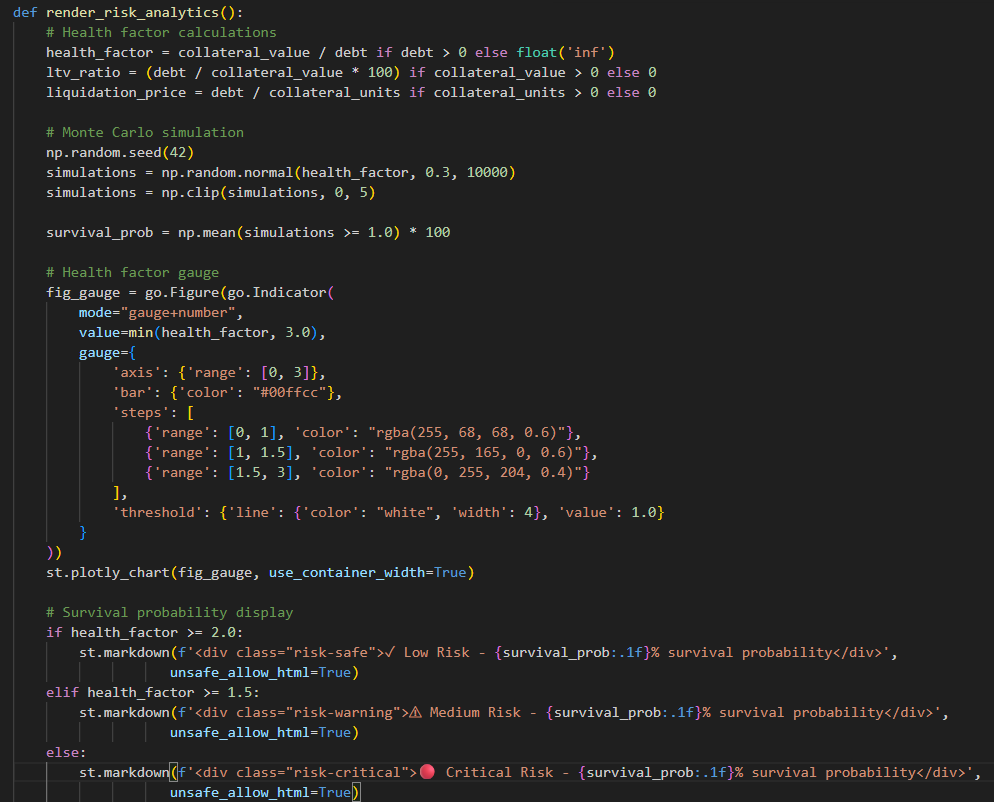 def render_risk_analytics():
    # Health factor calculations
    health_factor = collateral_value / debt if debt > 0 else float('inf')
    ltv_ratio = (debt / collateral_value * 100) if collateral_value > 0 else 0
    liquidation_price = debt / collateral_units if collateral_units > 0 else 0

    # Monte Carlo simulation
    np.random.seed(42)
    simulations = np.random.normal(health_factor, 0.3, 10000)
    simulations = np.clip(simulations, 0, 5)

    survival_prob = np.mean(simulations >= 1.0) * 100

    # Health factor gauge
    fig_gauge = go.Figure(go.Indicator(
        mode="gauge+number",
        value=min(health_factor, 3.0),
        gauge={
            'axis': {'range': [0, 3]},
            'bar': {'color': "#00ffcc"},
            'steps': [
                {'range': [0, 1], 'color': "rgba(255, 68, 68, 0.6)"},
                {'range': [1, 1.5], 'color': "rgba(255, 165, 0, 0.6)"},
                {'range': [1.5, 3], 'color': "rgba(0, 255, 204, 0.4)"}
            ],
            'threshold': {'line': {'color': "white", 'width': 4}, 'value': 1.0}
        }
    ))
    st.plotly_chart(fig_gauge, use_container_width=True)

    # Survival probability display
    if health_factor >= 2.0:
        st.markdown(f'<div class="risk-safe">✓ Low Risk - {survival_prob:.1f}% survival probability</div>',
                   unsafe_allow_html=True)
    elif health_factor >= 1.5:
        st.markdown(f'<div class="risk-warning">⚠ Medium Risk - {survival_prob:.1f}% survival probability</div>',
                   unsafe_allow_html=True)
    else:
        st.markdown(f'<div class="risk-critical">🔴 Critical Risk - {survival_prob:.1f}% survival probability</div>',
                   unsafe_allow_html=True)